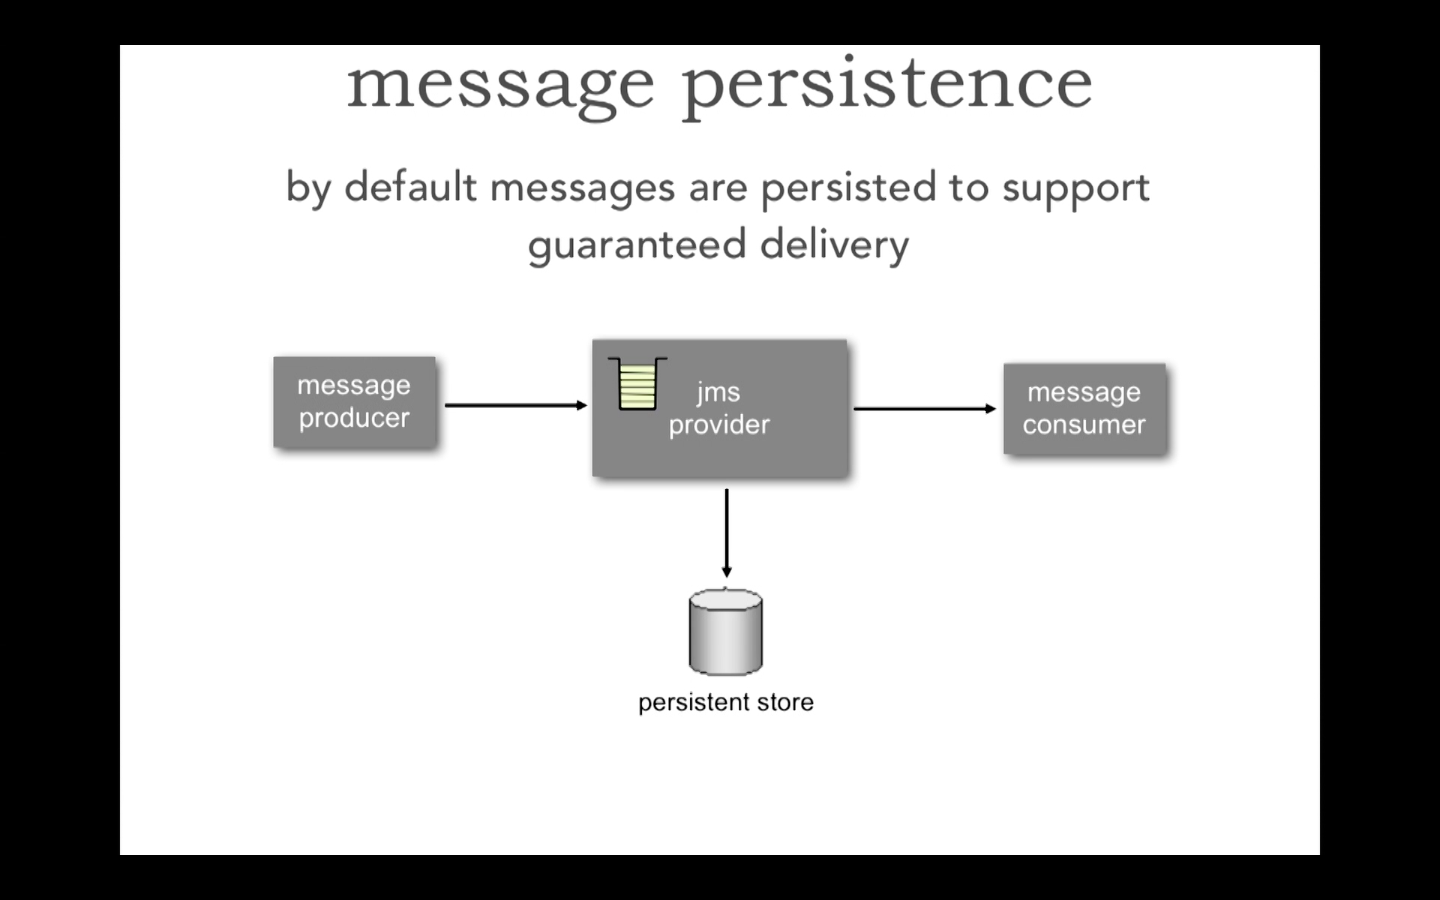 message persistence
by default messages are persisted to support
guaranteed delivery
message
producer
jms
provider
message
consumer
persistent store